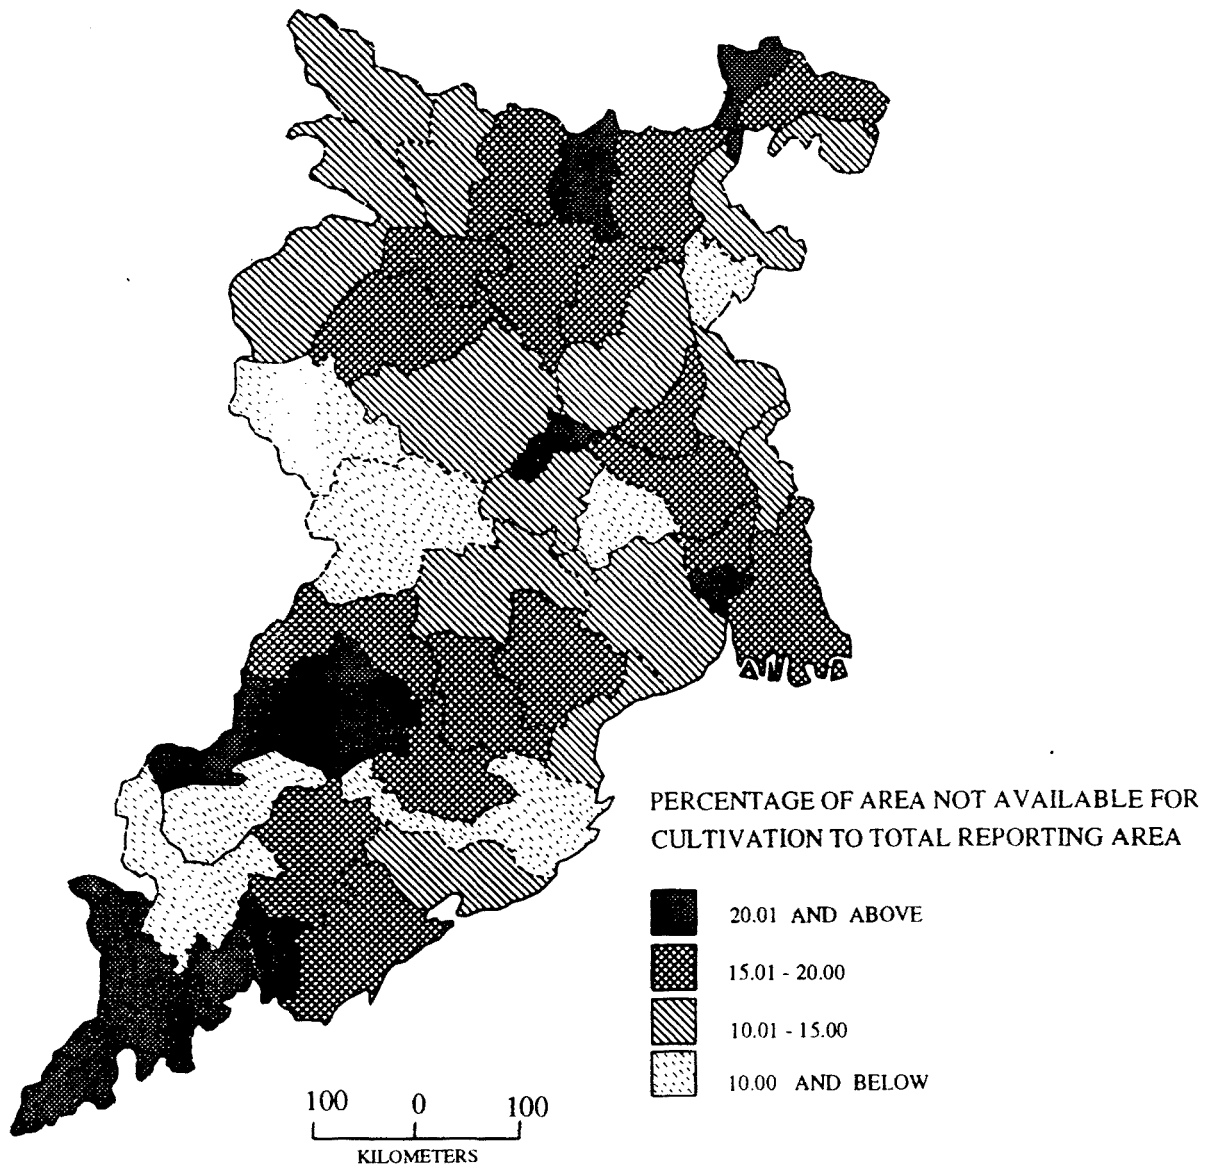 PERCENTAGE OF AREA NOT AVAILABLE FOR
CULTIVATION TO TOTAL REPORTING AREA
20.01 AND ABOVE
15.01 - 20.00
10.01 - 15.00
10.00 AND BELOW
100 0 100
KILOMETERS